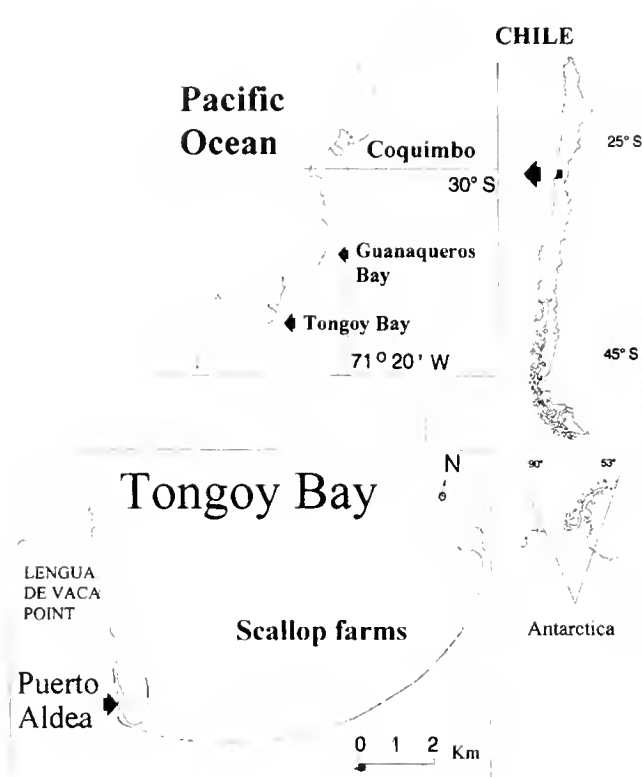 CHILE
Pacific
Ocean
25° S
Coquimbo
30° S
Guanaqueros
Bay
Tongoy Bay
71° 20' W
45° S
N
90°
53°
Tongoy Bay
LENGUA
DE VACA
POINT
Scallop farms
Antarctica
Puerto
Aldea
0 1 2 Km